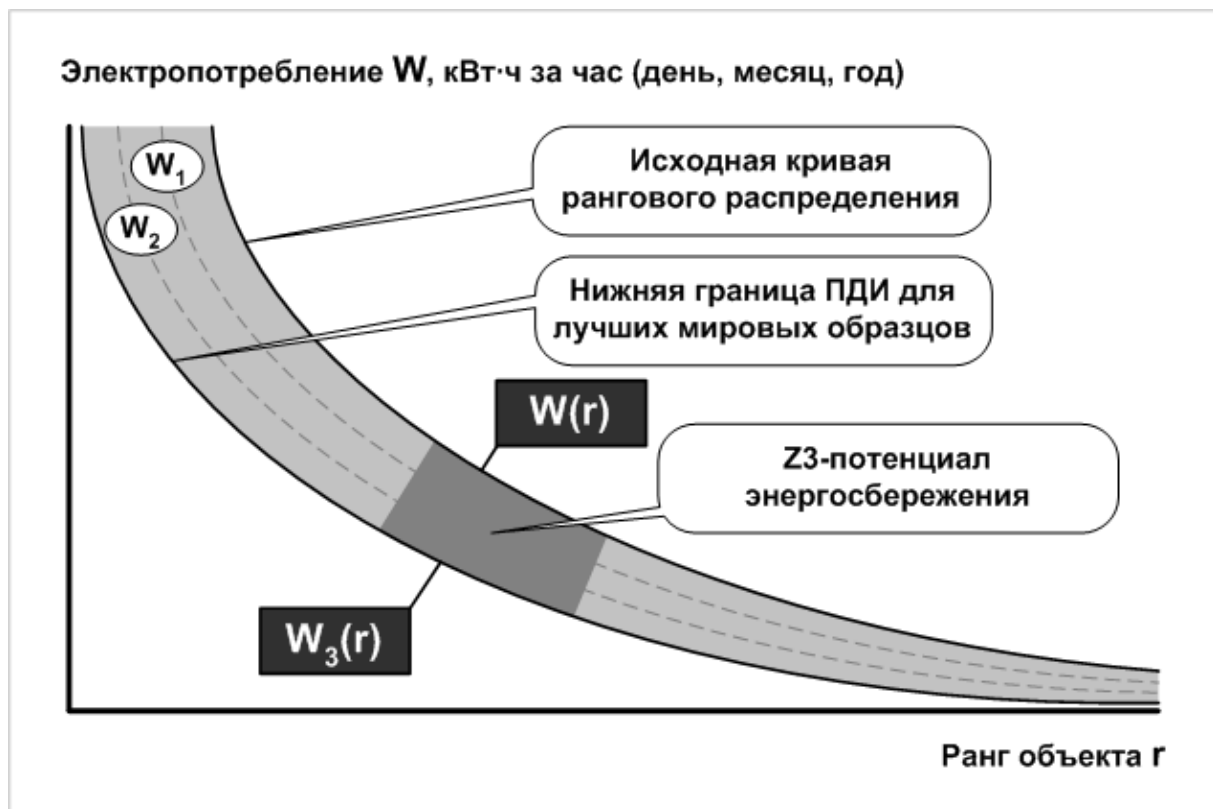 Электропотребление W, кВт·ч за час (день, месяц, год)
W₁
W₂
Исходная кривая
рангового распределения
Нижняя граница ПДИ для
лучших мировых образцов
W(r)
Z3-потенциал
энергосбережения
W₃(r)
Ранг объекта r